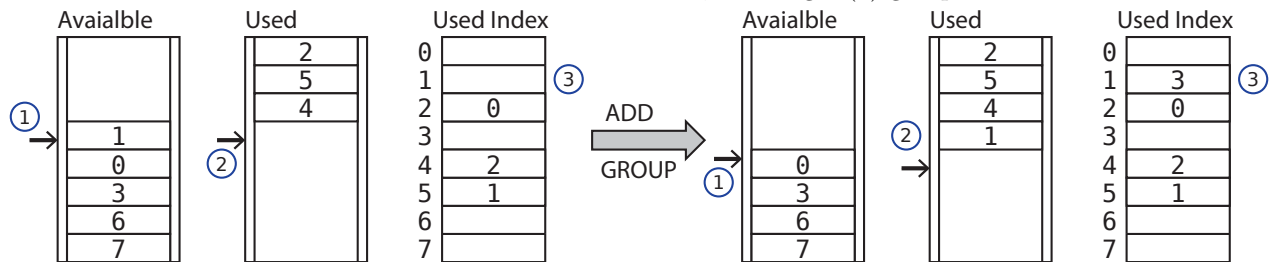 Avaialble Used Used Index Avaialble Used Used Index
2 0 2 0
5 1 ③ 5 1 3 ③
① 4 2 0 ADD 4 2 0
1 3 ② 1 3
0 ② 4 2 GROUP ① 0 4 2
3 5 1 3 5 1
6 6 6 6
7 7 7 7